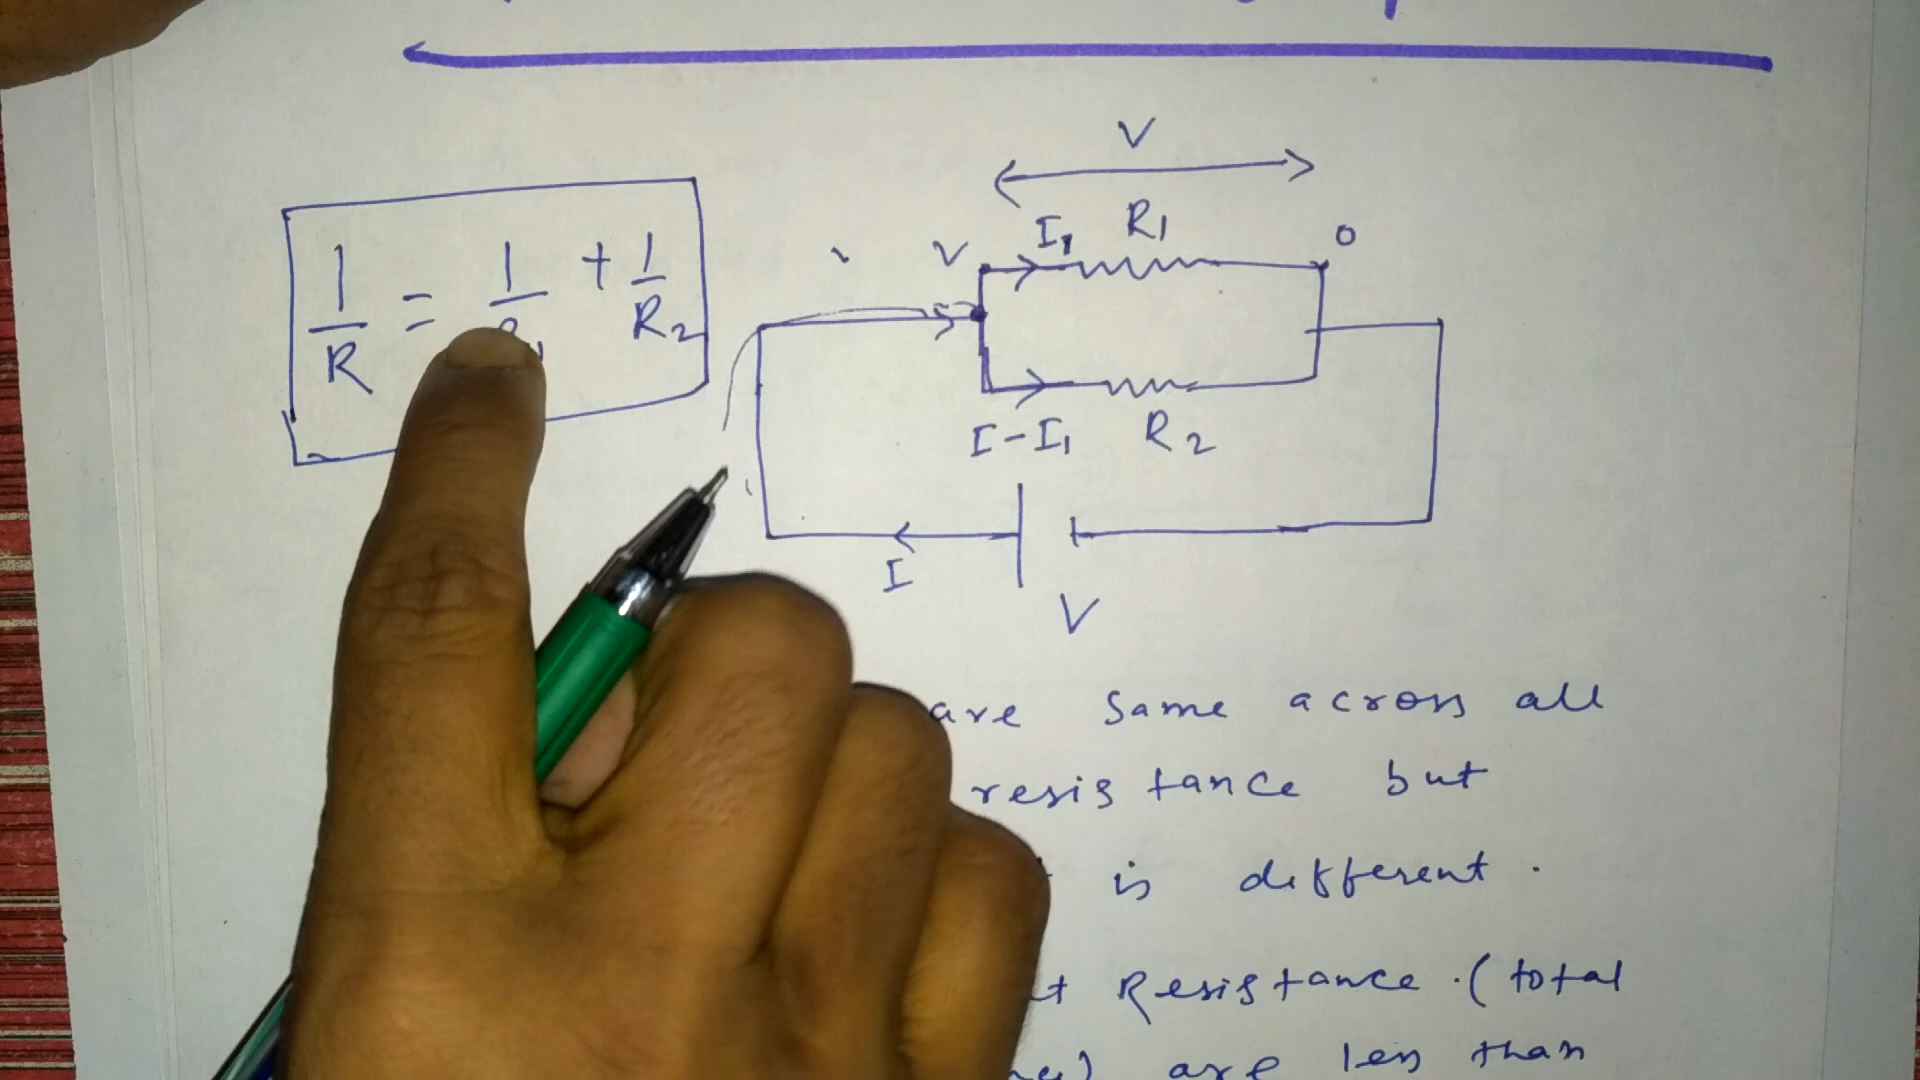 V
I1 R1
V 0
1/R = 1/R1 + 1/R2
I-I1 R2
I
V
are same across all
resistance but
is different.
Resistance.(total
are less than